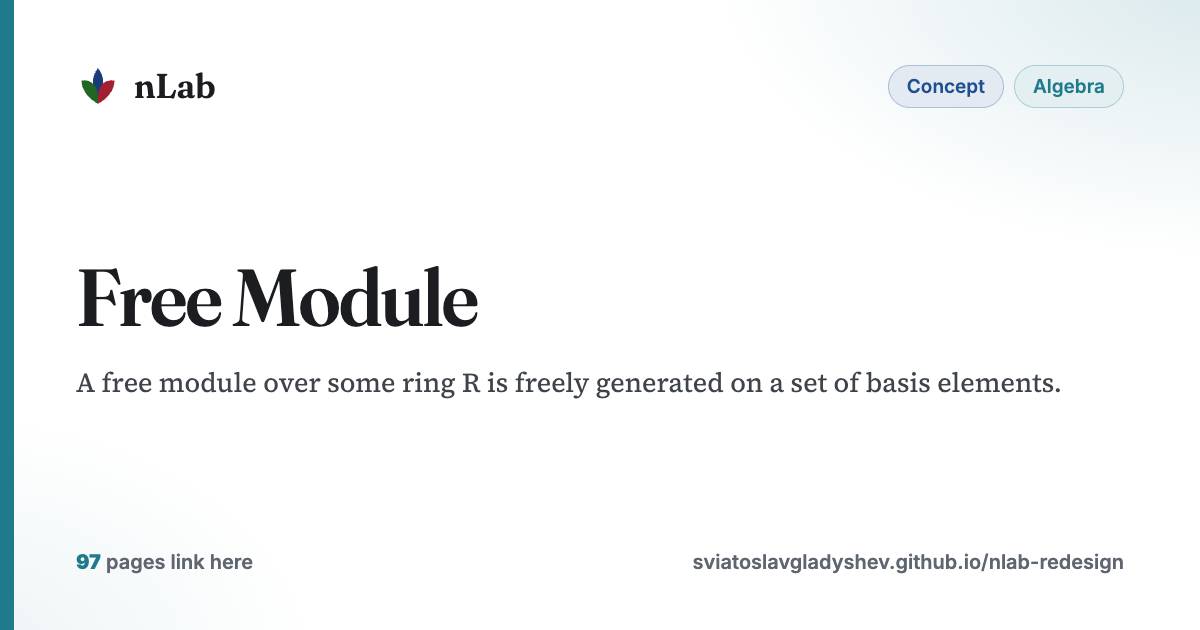 nLab
Concept
Algebra
Free Module
A free module over some ring R is freely generated on a set of basis elements.
97 pages link here
sviatoslavgladyshev.github.io/nlab-redesign